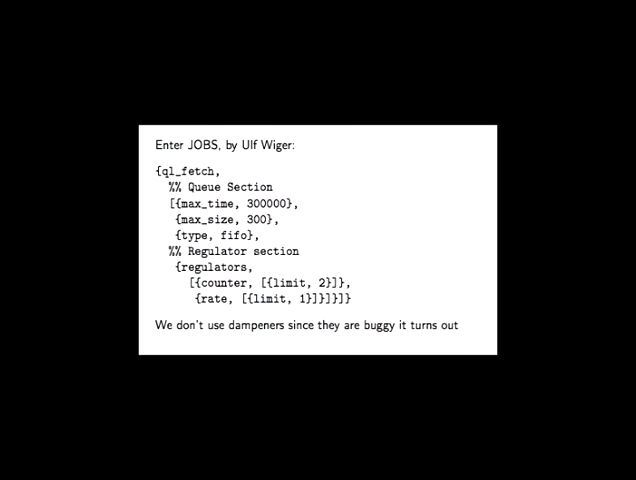 Enter JOBS, by Ulf Wiger:
{ql_fetch,
%% Queue Section
[{max_time, 300000},
{max_size, 300},
{type, fifo},
%% Regulator section
{regulators,
[{counter, [{limit, 2}]},
{rate, [{limit, 1}]}]}]}
We don't use dampeners since they are buggy it turns out